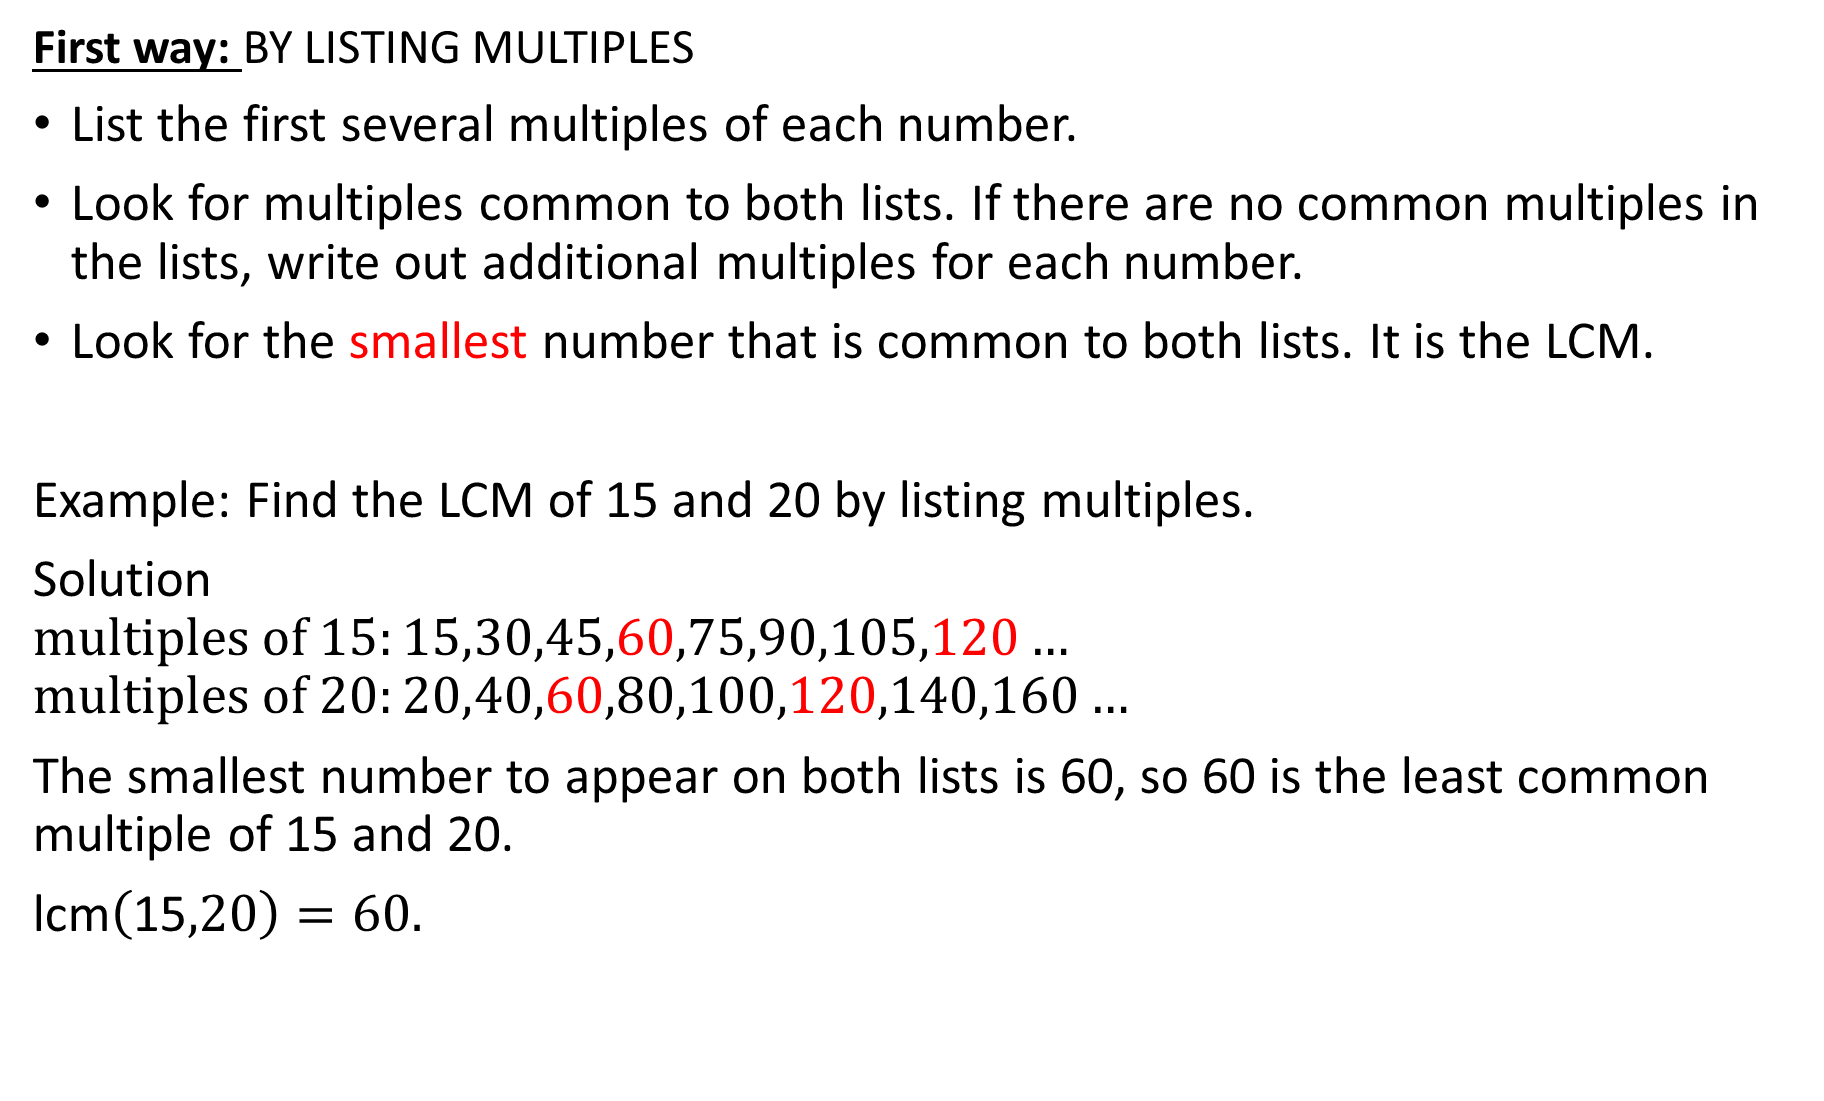 First way: BY LISTING MULTIPLES
• List the first several multiples of each number.
• Look for multiples common to both lists. If there are no common multiples in
the lists, write out additional multiples for each number.
• Look for the smallest number that is common to both lists. It is the LCM.
Example: Find the LCM of 15 and 20 by listing multiples.
Solution
multiples of 15: 15,30,45,60,75,90,105,120 …
multiples of 20: 20,40,60,80,100,120,140,160 …
The smallest number to appear on both lists is 60, so 60 is the least common
multiple of 15 and 20.
lcm(15,20) = 60.